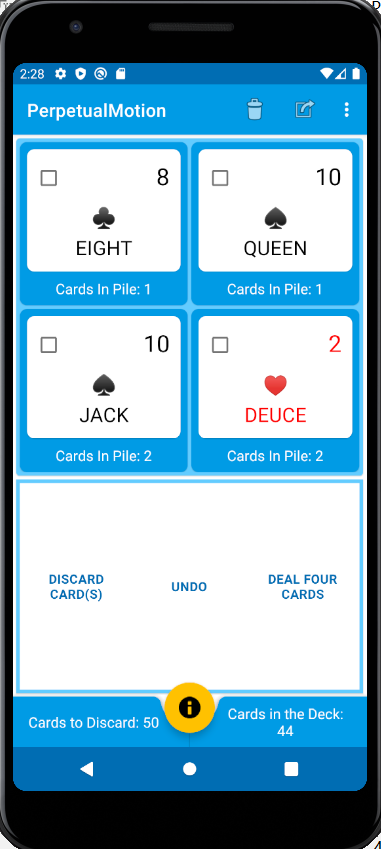 2:28
PerpetualMotion
8
EIGHT
Cards In Pile: 1
10
QUEEN
Cards In Pile: 1
10
JACK
Cards In Pile: 2
2
DEUCE
Cards In Pile: 2
DISCARD
CARD(S)
UNDO
DEAL FOUR
CARDS
Cards to Discard: 50
Cards in the Deck:
44